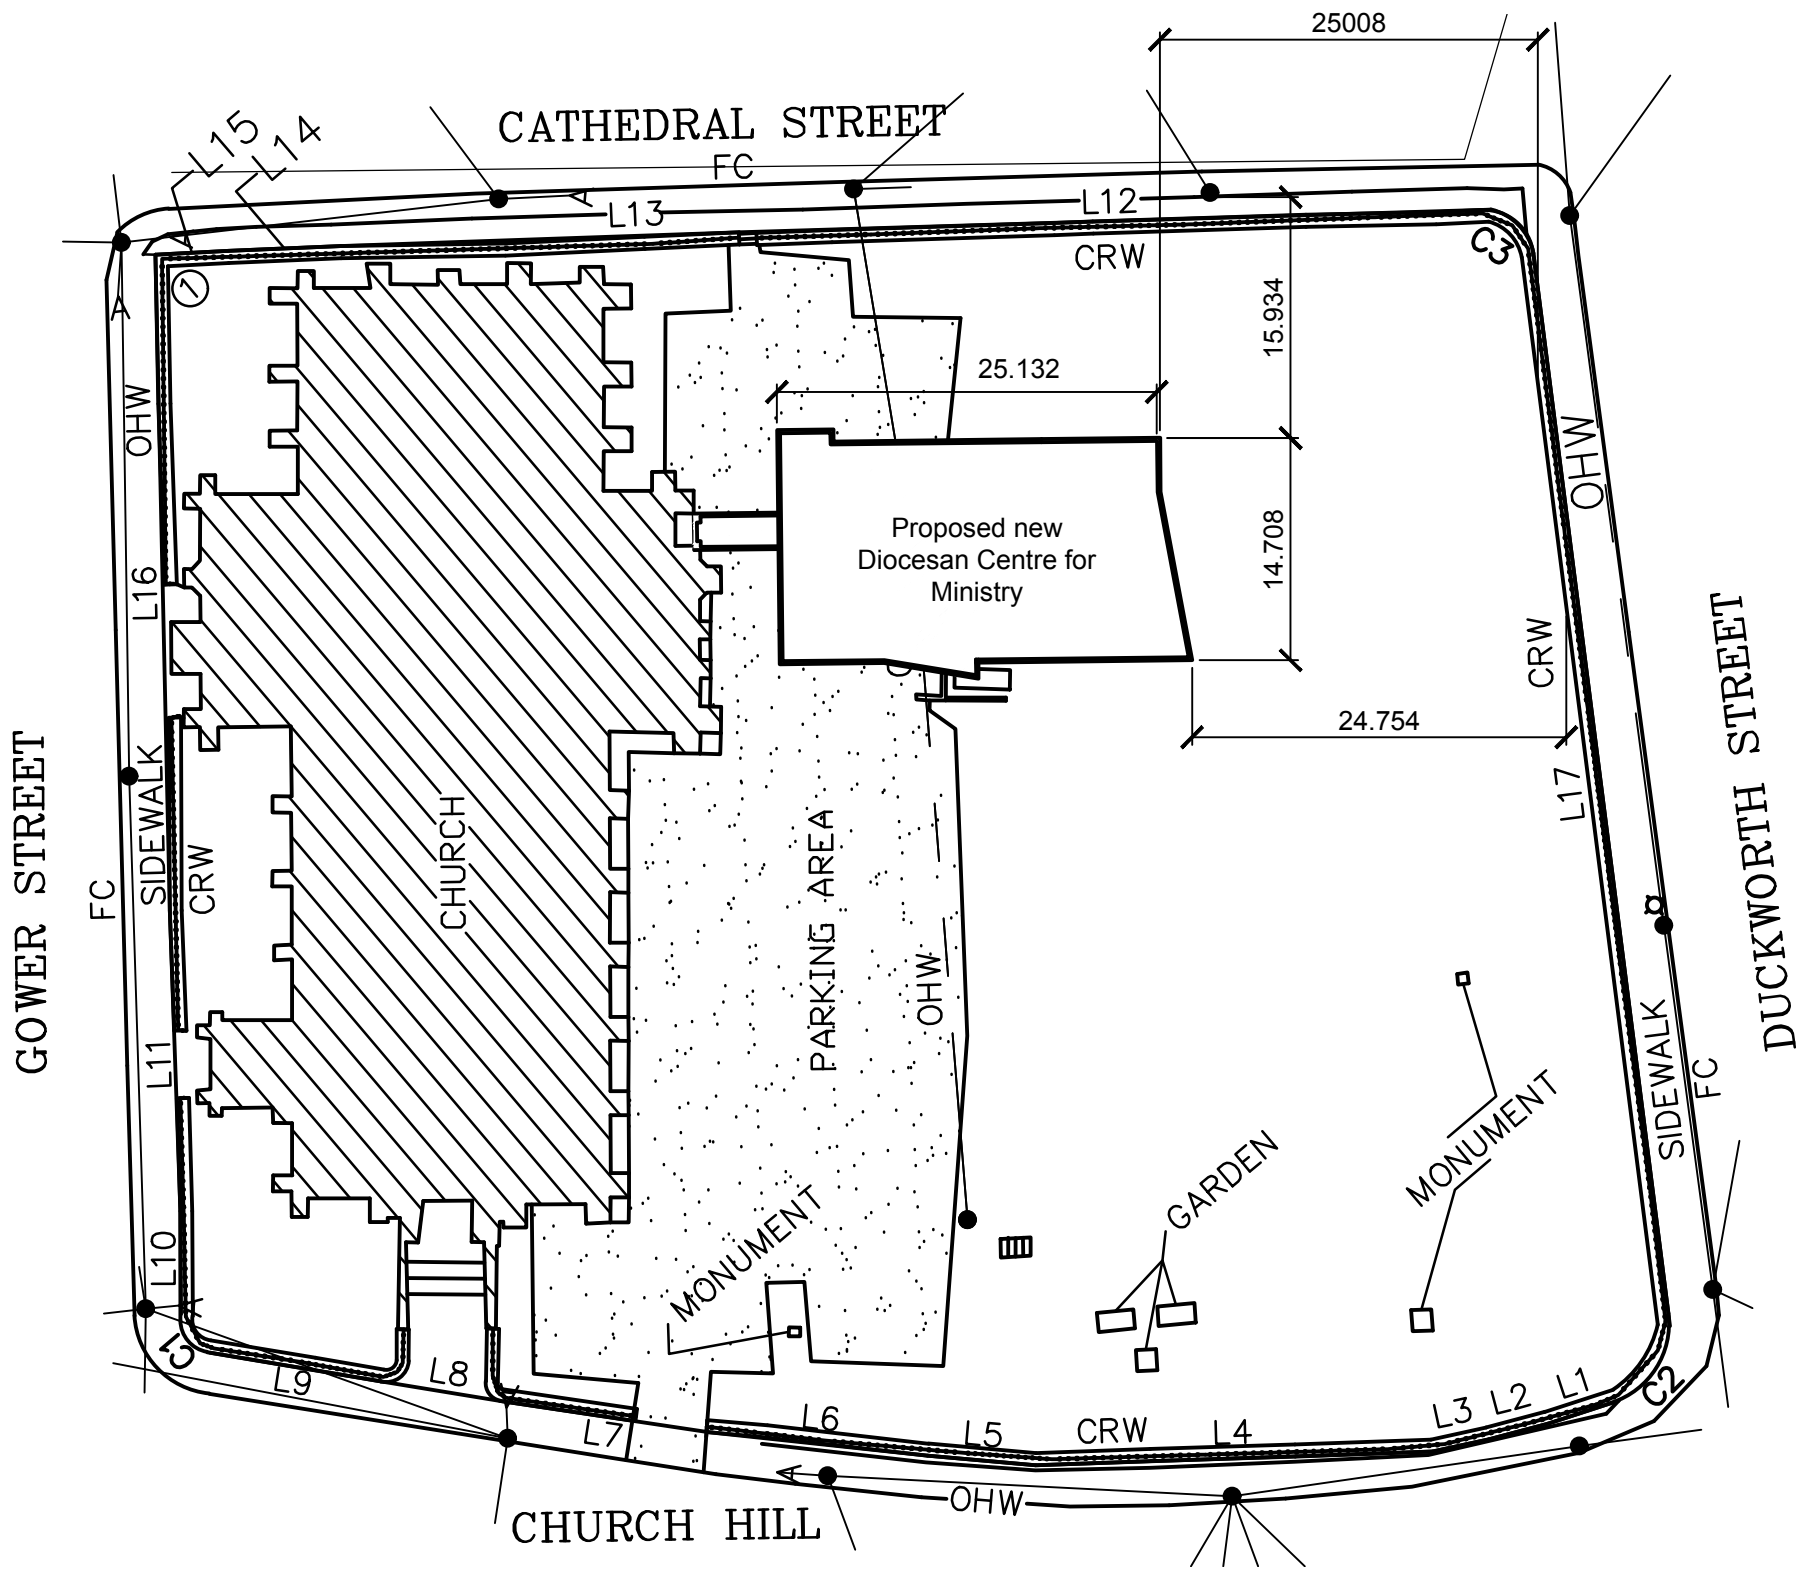 25008
CATHEDRAL STREET
L15
L14
FC
L13
L12
CRW
C3
1
A
A
A
15.934
25.132
OHW
OHW
Proposed new
Diocesan Centre for
Ministry
14.708
L16
CRW
24.754
DUCKWORTH STREET
GOWER STREET
SIDEWALK
CRW
FC
CHURCH
PARKING AREA
OHW
L17
SIDEWALK
FC
L11
L10
MONUMENT
GARDEN
MONUMENT
A
C1
L9
L8
A
L7
L6
L5
CRW
L4
L3
L2
L1
C2
A
OHW
CHURCH HILL